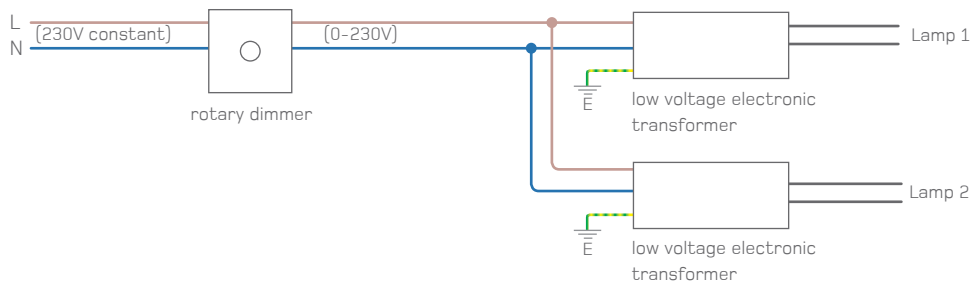 L
(230V constant)
(0-230V)
N
Lamp 1
rotary dimmer
E
low voltage electronic
transformer
Lamp 2
E
low voltage electronic
transformer